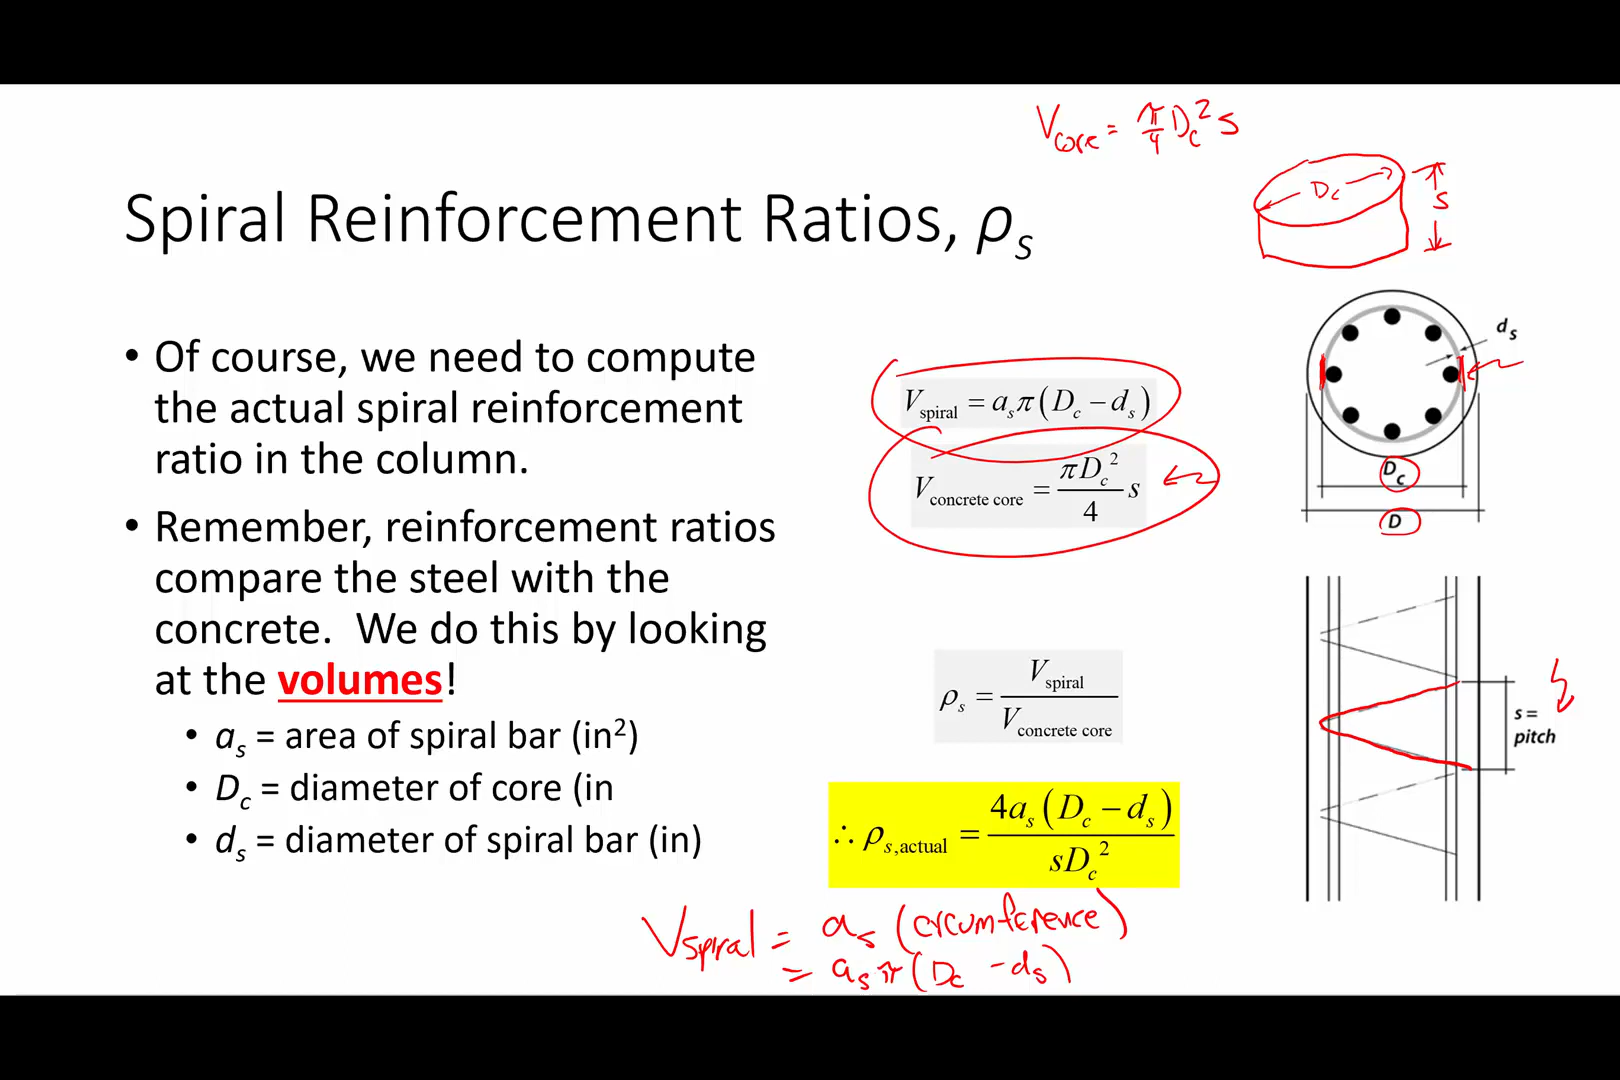 V_core = π/4 D_c² s
D_c
s
Spiral Reinforcement Ratios, ρ_s
• Of course, we need to compute
the actual spiral reinforcement
ratio in the column.
• Remember, reinforcement ratios
compare the steel with the
concrete.  We do this by looking
at the volumes!
• a_s = area of spiral bar (in²)
• D_c = diameter of core (in
• d_s = diameter of spiral bar (in)
V_spiral = a_s π (D_c − d_s)
V_concrete core = πD_c²/4 s
ρ_s = V_spiral / V_concrete core
∴ ρ_s,actual = 4a_s (D_c − d_s) / sD_c²
V_spiral = a_s (circumference)
= a_s π (D_c - d_s)
d_s
D_c
D
s =
pitch